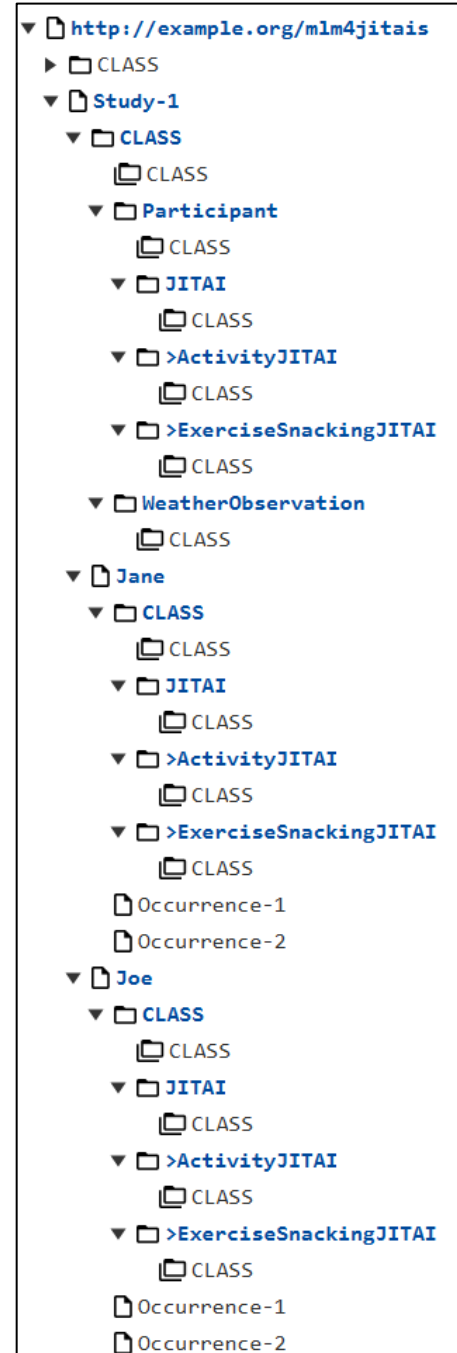 http://example.org/mlm4jitais
CLASS
Study-1
CLASS
CLASS
Participant
CLASS
JITAI
CLASS
>ActivityJITAI
CLASS
>ExerciseSnackingJITAI
CLASS
WeatherObservation
CLASS
Jane
CLASS
CLASS
JITAI
CLASS
>ActivityJITAI
CLASS
>ExerciseSnackingJITAI
CLASS
Occurrence-1
Occurrence-2
Joe
CLASS
CLASS
JITAI
CLASS
>ActivityJITAI
CLASS
>ExerciseSnackingJITAI
CLASS
Occurrence-1
Occurrence-2